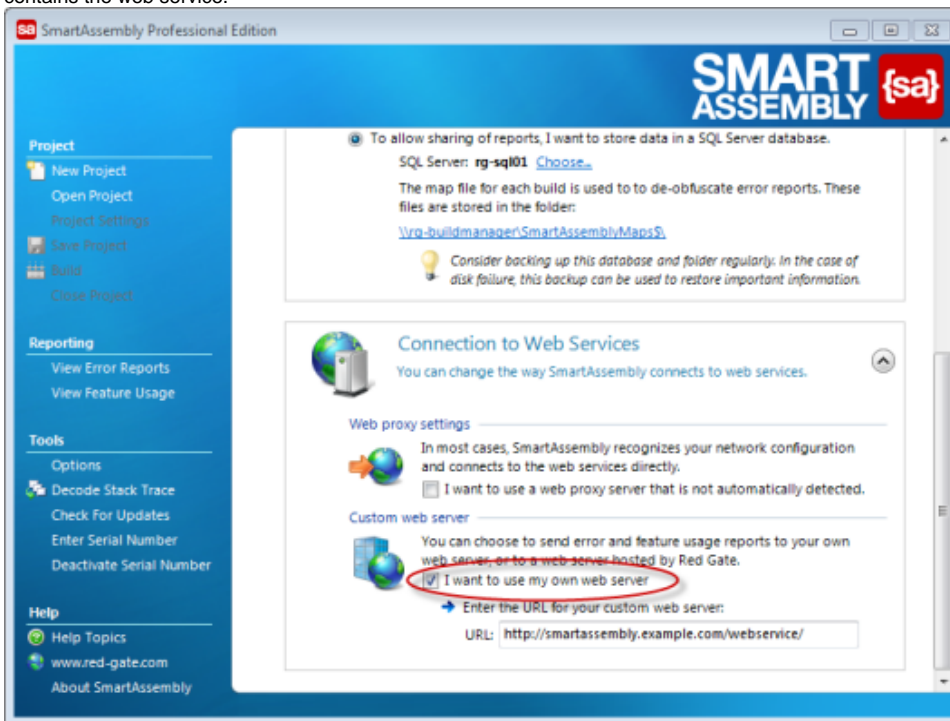 contains the web service.
sa SmartAssembly Professional Edition
SMART
ASSEMBLY
{sa}
Project
New Project
Open Project
Project Settings
Save Project
Build
Close Project
Reporting
View Error Reports
View Feature Usage
Tools
Options
Decode Stack Trace
Check For Updates
Enter Serial Number
Deactivate Serial Number
Help
Help Topics
www.red-gate.com
About SmartAssembly
To allow sharing of reports, I want to store data in a SQL Server database.
SQL Server: rg-sql01 Choose...
The map file for each build is used to to de-obfuscate error reports. These
files are stored in the folder:
\\rg-buildmanager\SmartAssemblyMaps$\
Consider backing up this database and folder regularly. In the case of
disk failure, this backup can be used to restore important information.
Connection to Web Services
You can change the way SmartAssembly connects to web services.
Web proxy settings
In most cases, SmartAssembly recognizes your network configuration
and connects to the web services directly.
I want to use a web proxy server that is not automatically detected.
Custom web server
You can choose to send error and feature usage reports to your own
web server, or to a web server hosted by Red Gate.
I want to use my own web server
Enter the URL for your custom web server:
URL: http://smartassembly.example.com/webservice/